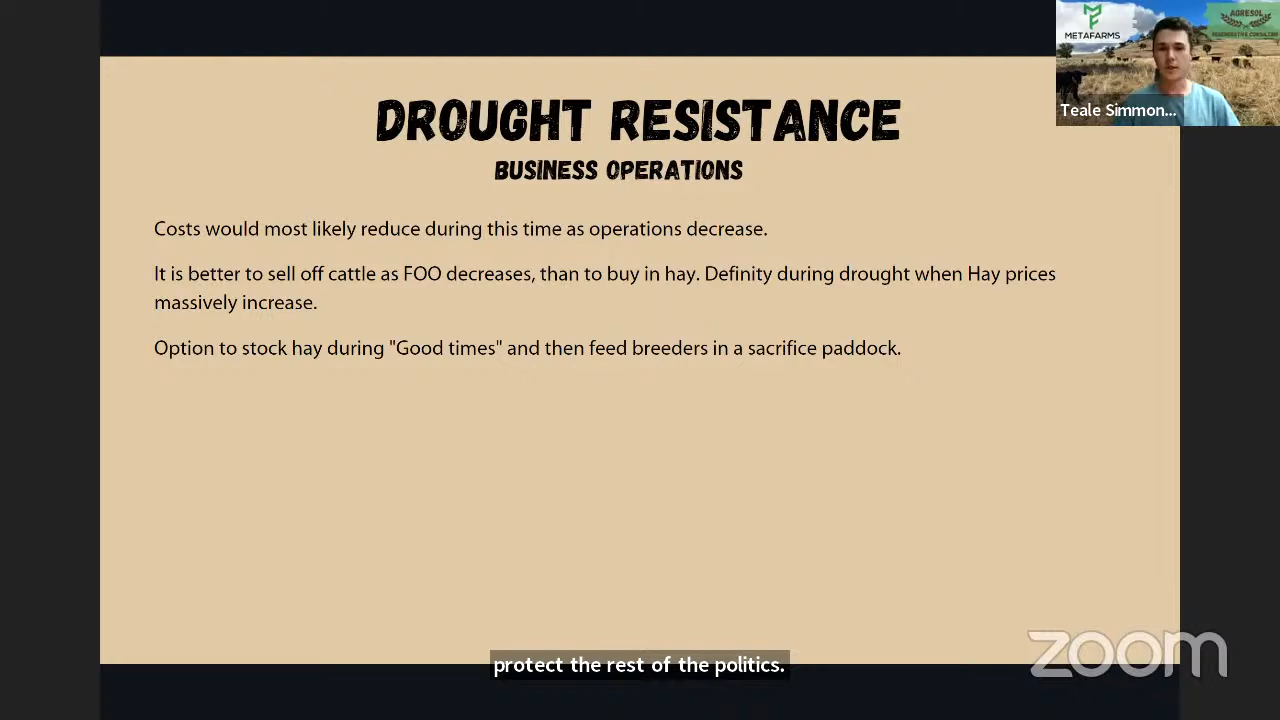 METAFARMS
AGRESOL
REGENERATIVE CONSULTING
Teale Simmon...
DROUGHT RESISTANCE
BUSINESS OPERATIONS
Costs would most likely reduce during this time as operations decrease.
It is better to sell off cattle as FOO decreases, than to buy in hay. Definity during drought when Hay prices
massively increase.
Option to stock hay during "Good times" and then feed breeders in a sacrifice paddock.
protect the rest of the politics.
zoom